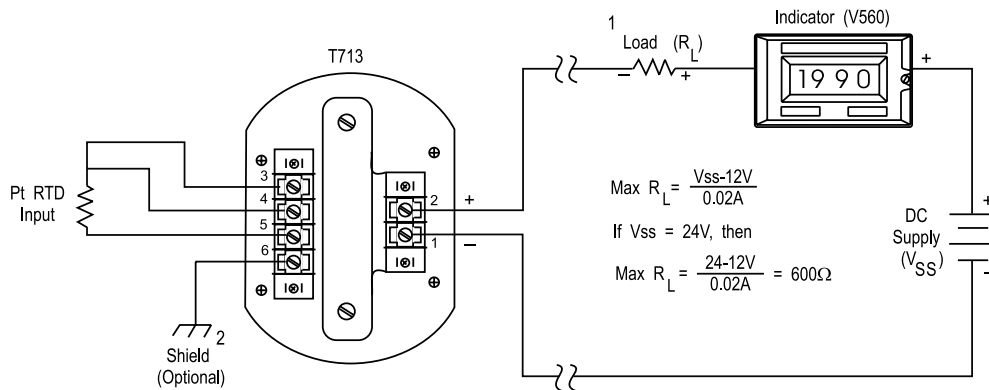 Indicator (V560)
1
Load (R_L)
T713
+
1990
− +
3
4
5
6
Pt RTD
Input
2 +
1 −
Max R_L = Vss-12V
0.02A
If Vss = 24V, then
Max R_L = 24-12V = 600Ω
0.02A
+
DC
Supply
(V_SS)
−
2
Shield
(Optional)